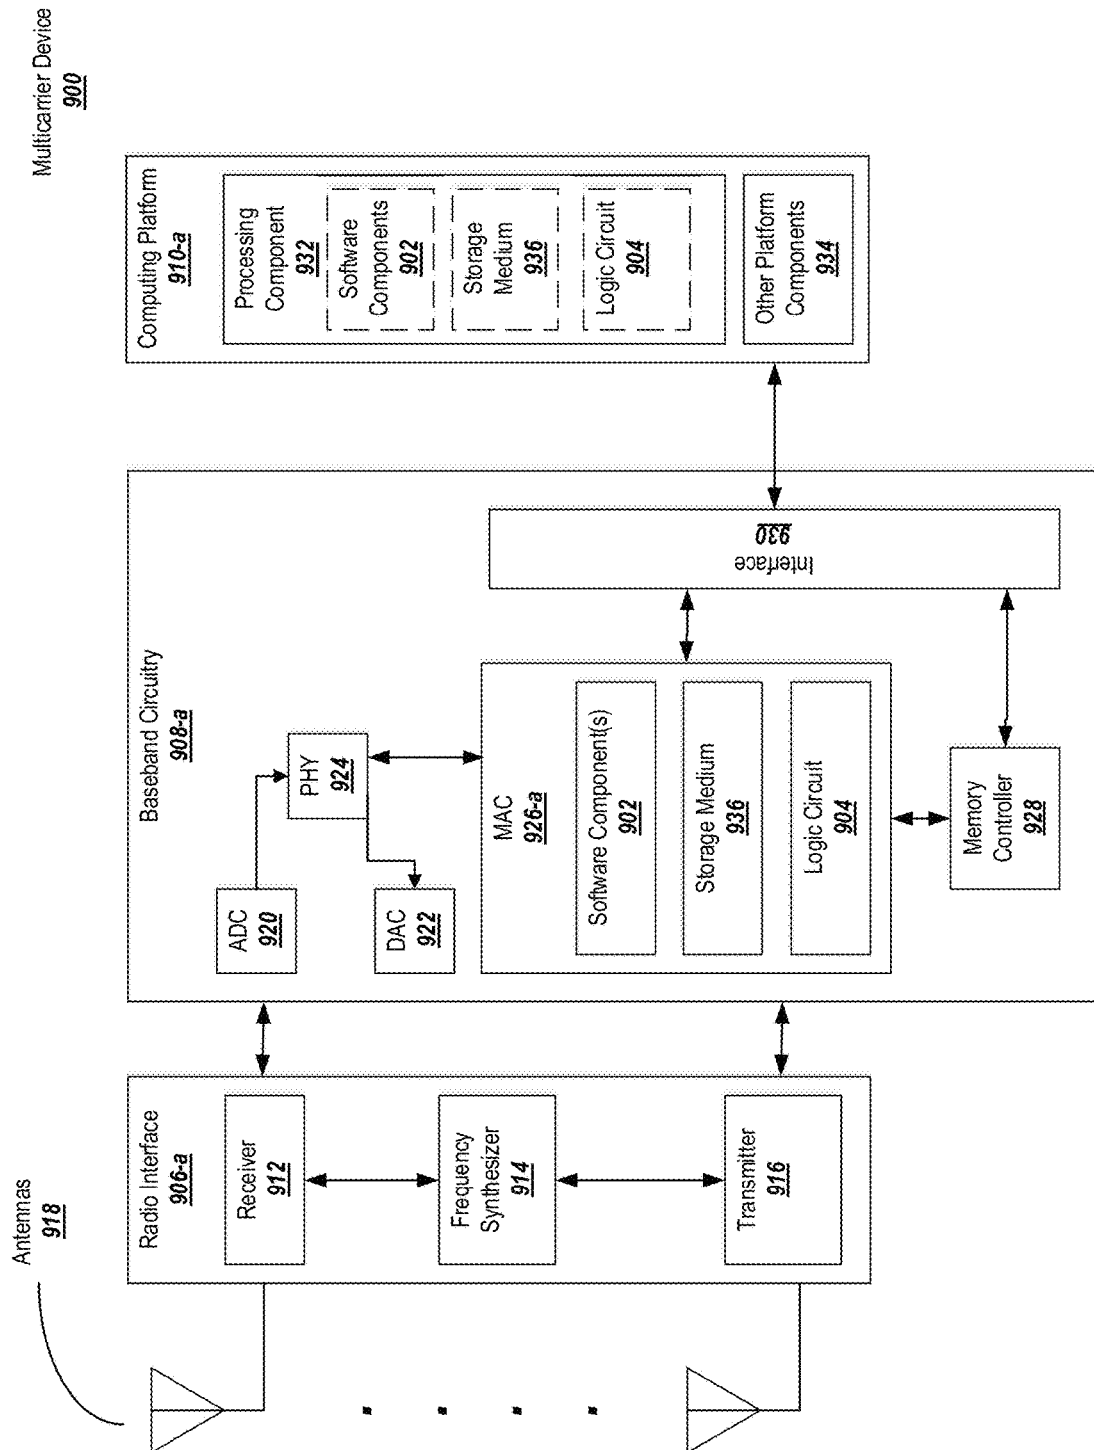 Multicarrier Device
900
Antennas
918
Radio Interface
906-a
Receiver
912
Frequency
Synthesizer
914
Transmitter
916
Baseband Circuitry
908-a
ADC
920
PHY
924
DAC
922
MAC
926-a
Software Component(s)
902
Storage Medium
936
Logic Circuit
904
Memory
Controller
928
Interface
930
Computing Platform
910-a
Processing
Component
932
Software
Components
902
Storage
Medium
936
Logic Circuit
904
Other Platform
Components
934